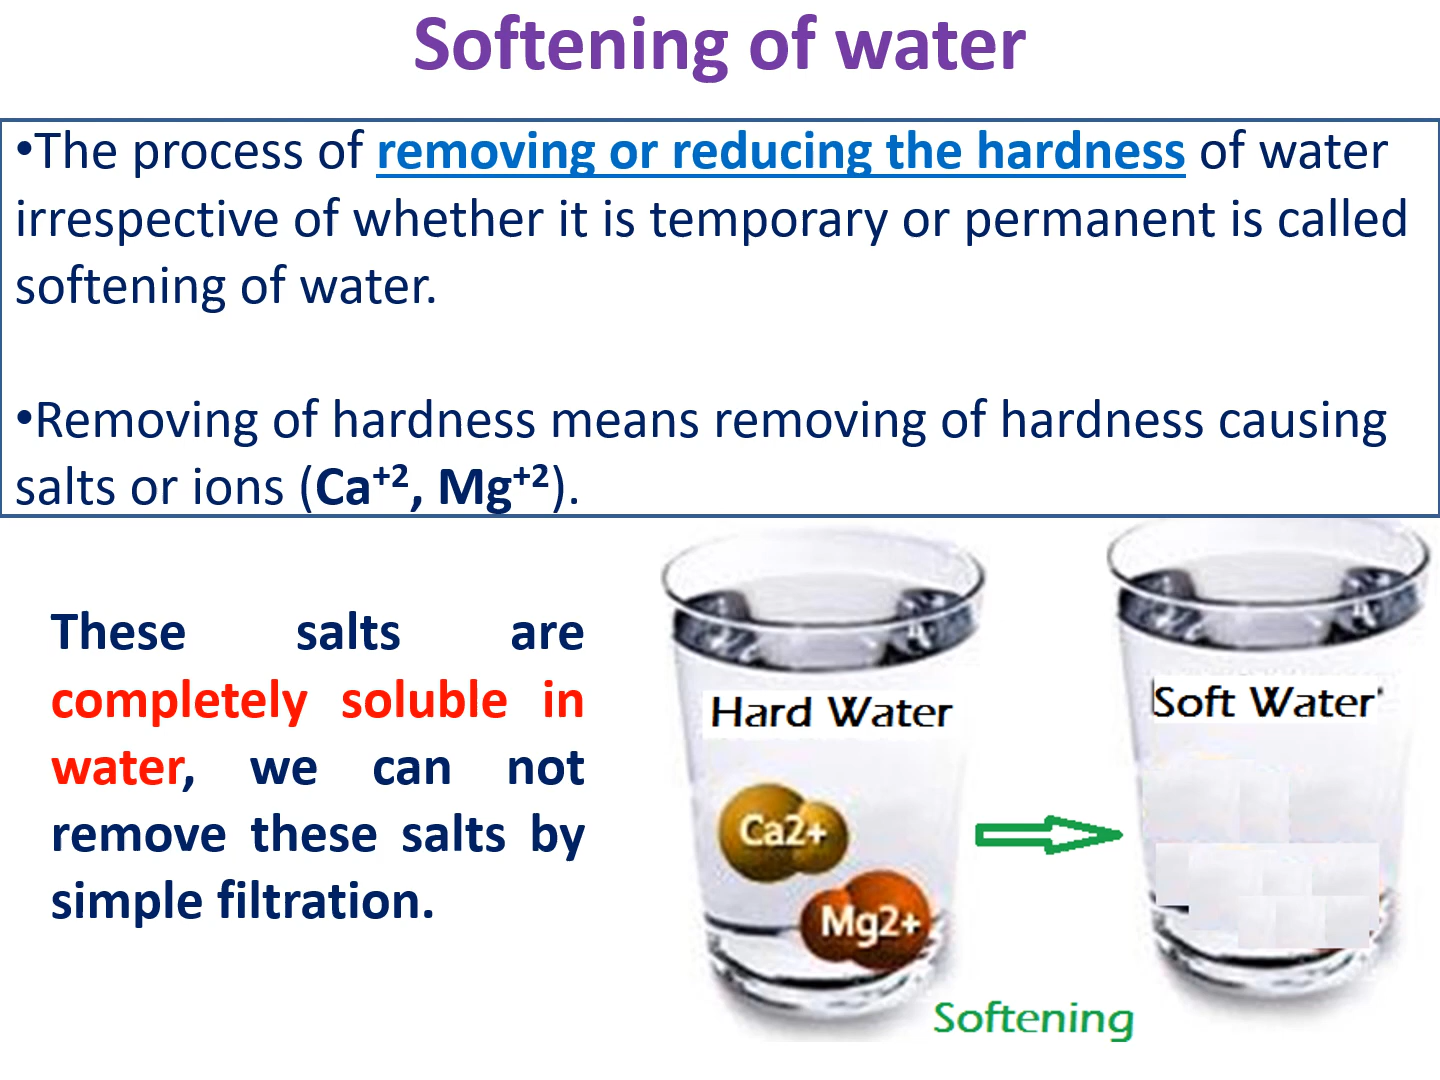 Softening of water
•The process of removing or reducing the hardness of water
irrespective of whether it is temporary or permanent is called
softening of water.
•Removing of hardness means removing of hardness causing
salts or ions (Ca⁺², Mg⁺²).
These salts are
completely soluble in
water, we can not
remove these salts by
simple filtration.
Hard Water
Ca2+
Mg2+
Soft Water
Softening